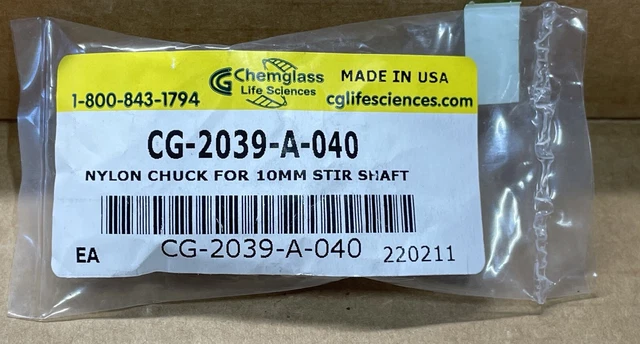 CG Chemglass
Life Sciences
MADE IN USA
1-800-843-1794
cglifesciences.com
CG-2039-A-040
NYLON CHUCK FOR 10MM STIR SHAFT
EA
CG-2039-A-040
220211